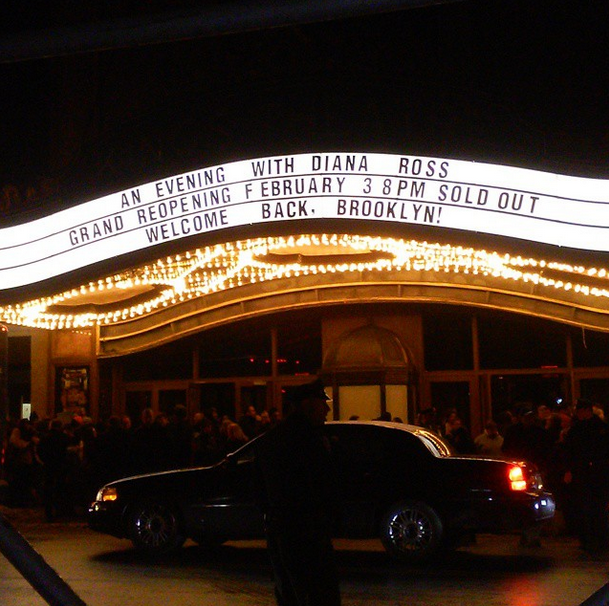 AN EVENING WITH DIANA ROSS
GRAND REOPENING FEBRUARY 3 8PM SOLD OUT
WELCOME BACK, BROOKLYN!